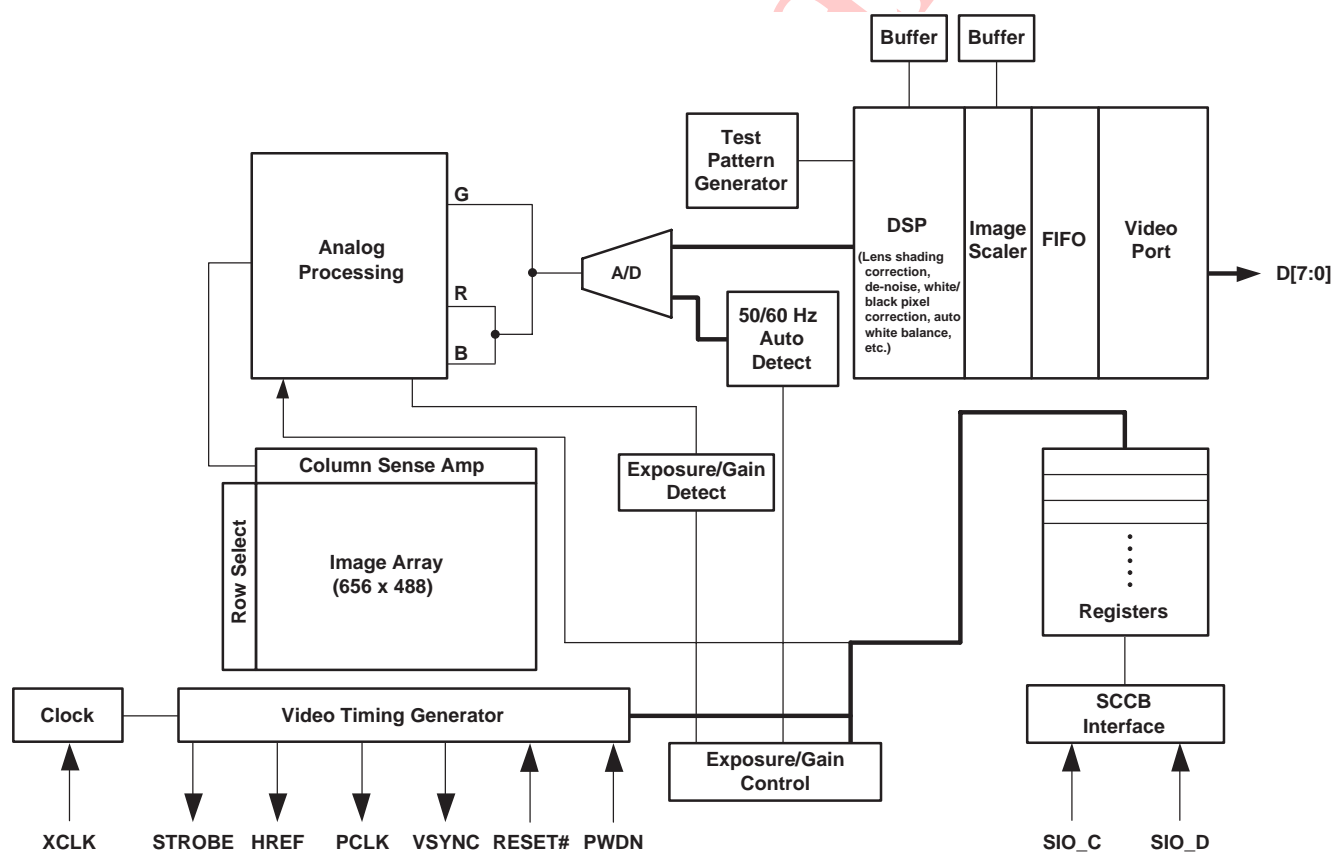 Buffer
Buffer
Test
Pattern
Generator
DSP
(Lens shading
correction,
de-noise, white/
black pixel
correction, auto
white balance,
etc.)
Image
Scaler
FIFO
Video
Port
D[7:0]
Analog
Processing
G
R
B
A/D
50/60 Hz
Auto
Detect
Column Sense Amp
Row Select
Image Array
(656 x 488)
Exposure/Gain
Detect
Registers
Clock
Video Timing Generator
Exposure/Gain
Control
SCCB
Interface
XCLK
STROBE
HREF
PCLK
VSYNC
RESET#
PWDN
SIO_C
SIO_D